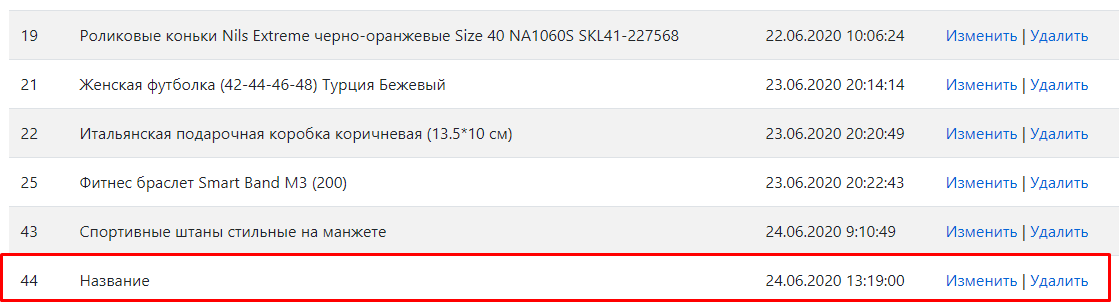 19 Роликовые коньки Nils Extreme черно-оранжевые Size 40 NA1060S SKL41-227568 22.06.2020 10:06:24 Изменить | Удалить
21 Женская футболка (42-44-46-48) Турция Бежевый 23.06.2020 20:14:14 Изменить | Удалить
22 Итальянская подарочная коробка коричневая (13.5*10 см) 23.06.2020 20:20:49 Изменить | Удалить
25 Фитнес браслет Smart Band M3 (200) 23.06.2020 20:22:43 Изменить | Удалить
43 Спортивные штаны стильные на манжете 24.06.2020 9:10:49 Изменить | Удалить
44 Название 24.06.2020 13:19:00 Изменить | Удалить